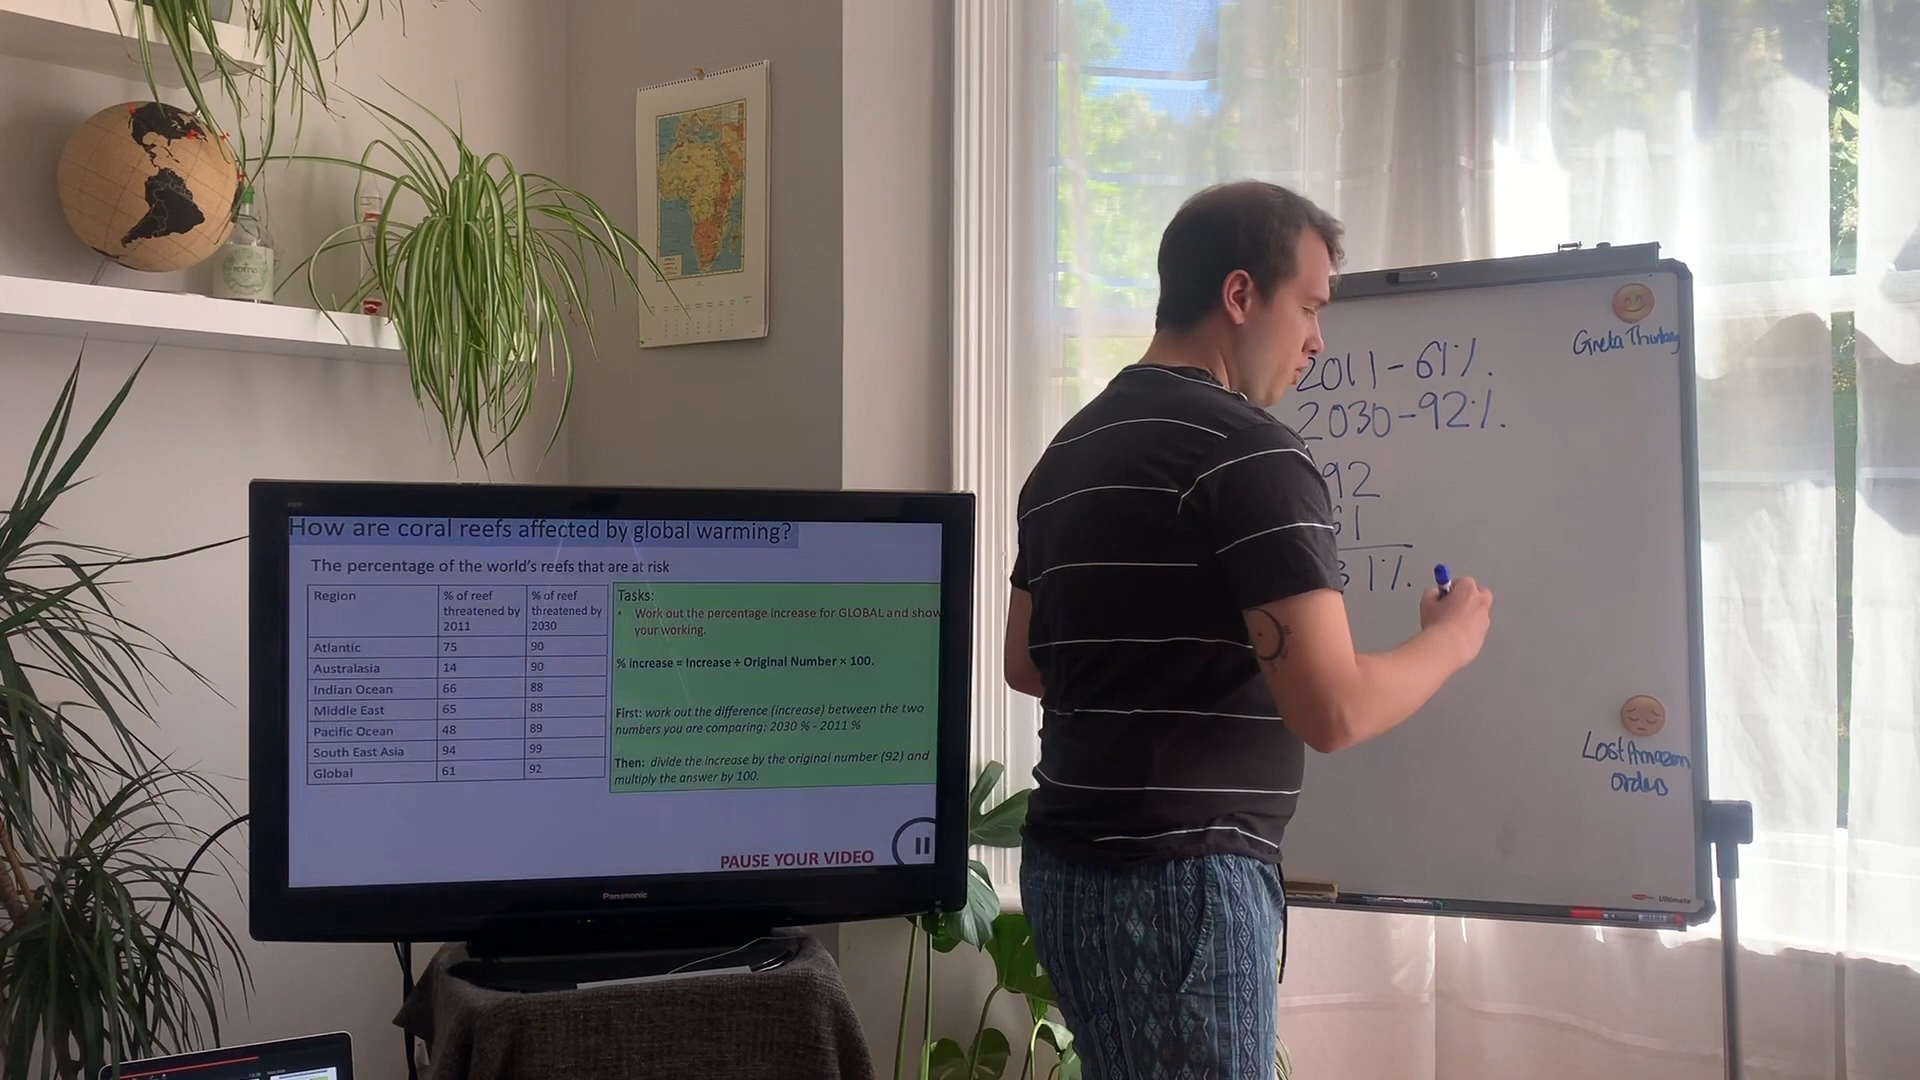 How are coral reefs affected by global warming?
The percentage of the world's reefs that are at risk
Region
% of reef threatened by 2011
% of reef threatened by 2030
Atlantic 75 90
Australasia 14 90
Indian Ocean 66 88
Middle East 65 88
Pacific Ocean 48 89
South East Asia 94 99
Global 61 92
Tasks:
• Work out the percentage increase for GLOBAL and show
your working.
% increase = Increase ÷ Original Number × 100.
First: work out the difference (increase) between the two
numbers you are comparing: 2030 % - 2011 %
Then: divide the increase by the original number (92) and
multiply the answer by 100.
PAUSE YOUR VIDEO
Panasonic
2011 - 61%.
2030 - 92%.
92
61
31%.
Greta Thunberg
Lost Amazon
orders
Ultimate